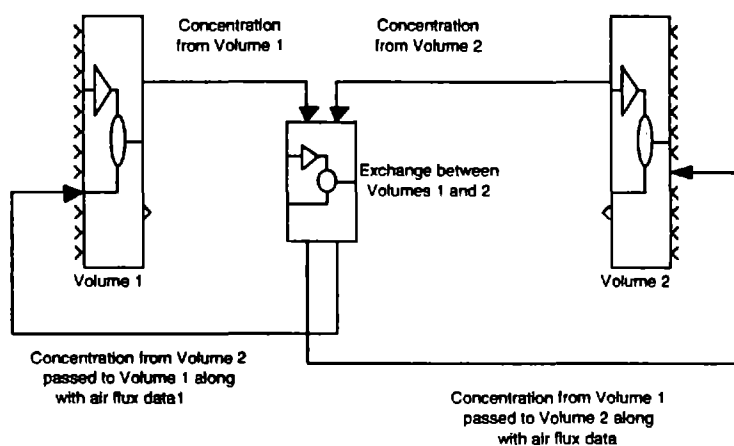 Concentration
from Volume 1
Concentration
from Volume 2
Exchange between
Volumes 1 and 2
Volume 1
Volume 2
Concentration from Volume 2
passed to Volume 1 along
with air flux data1
Concentration from Volume 1
passed to Volume 2 along
with air flux data